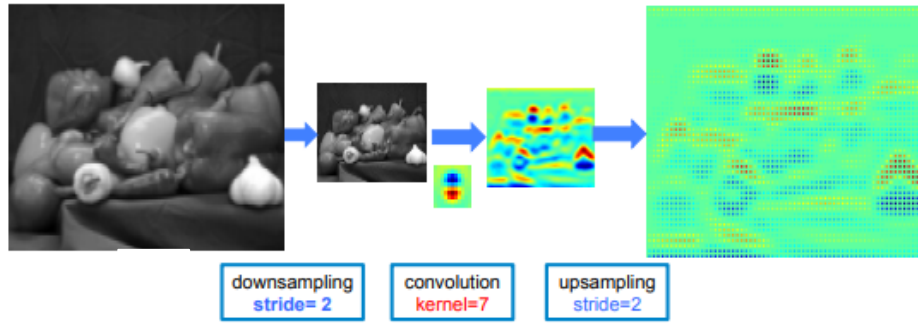 downsampling
stride= 2
convolution
kernel=7
upsampling
stride=2